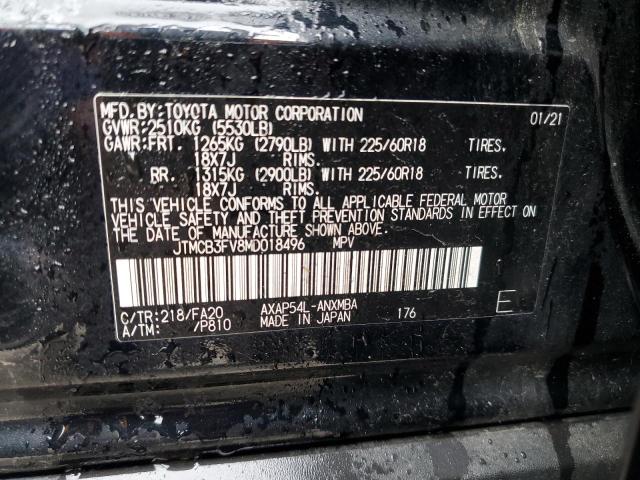 MFD. BY: TOYOTA MOTOR CORPORATION 01/21
GVWR: 2510KG (5530LB)
GAWR: FRT. 1265KG (2790LB) WITH 225/60R18 TIRES.
18X7J RIMS.
RR. 1315KG (2900LB) WITH 225/60R18 TIRES.
18X7J RIMS.
THIS VEHICLE CONFORMS TO ALL APPLICABLE FEDERAL MOTOR
VEHICLE SAFETY AND THEFT PREVENTION STANDARDS IN EFFECT ON
THE DATE OF MANUFACTURE SHOWN ABOVE.
JTMCB3FV8MD018496 MPV
C/TR: 218/FA20 AXAP54L-ANXMBA 176 E
A/TM: /P810 MADE IN JAPAN